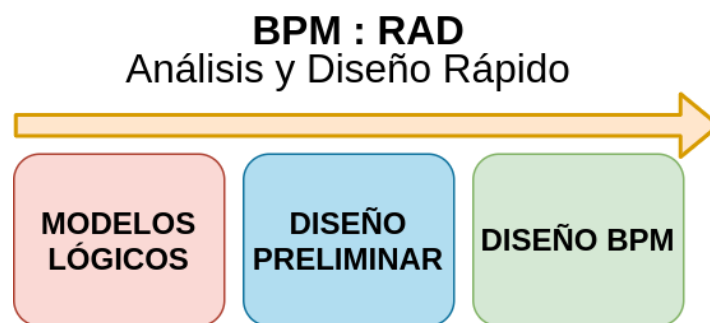 BPM : RAD
Análisis y Diseño Rápido
MODELOS
LÓGICOS
DISEÑO
PRELIMINAR
DISEÑO BPM